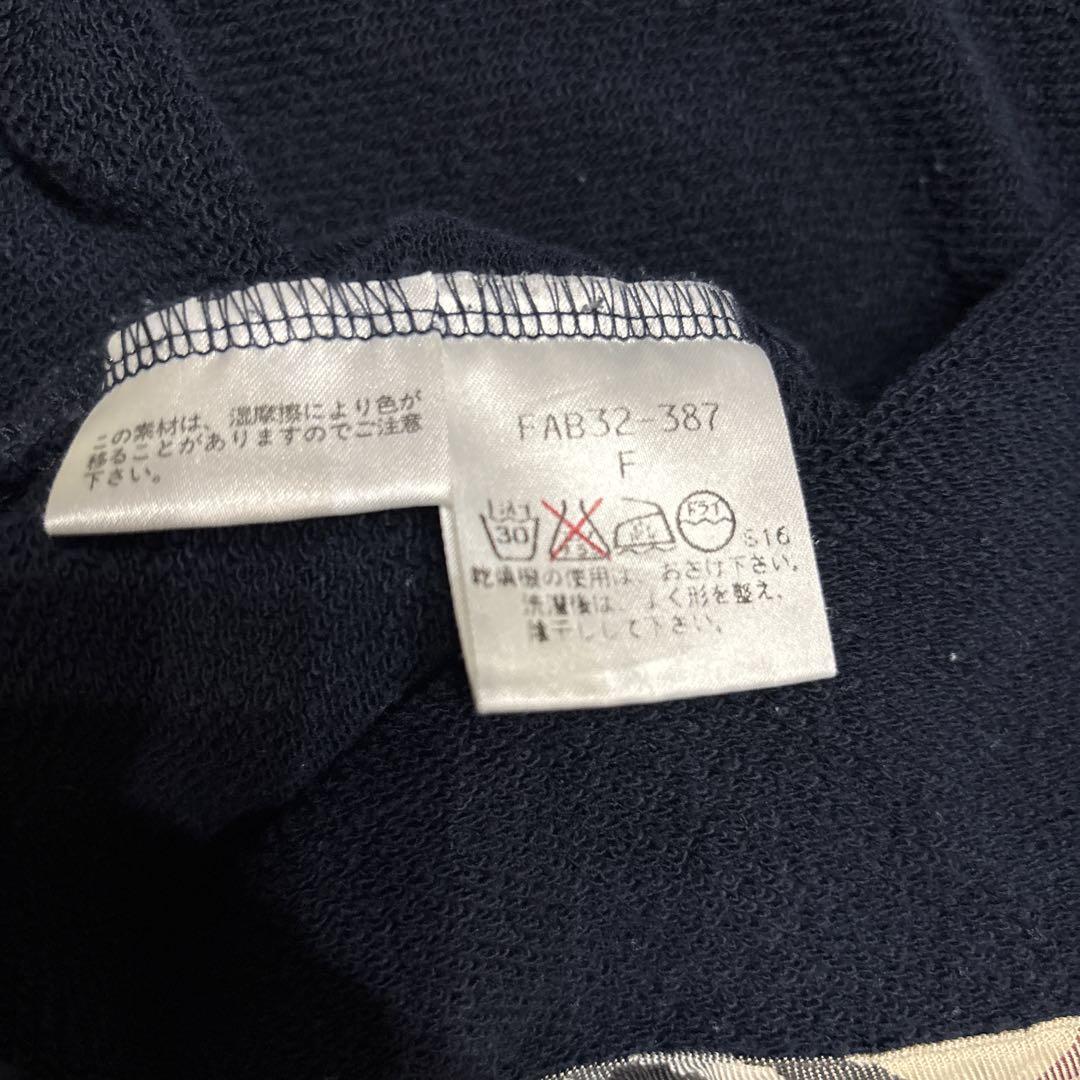 この素材は、湿摩擦により色が
移ることがありますのでご注意
下さい。
FAB32-387
F
30
ドライ
S16
乾燥機の使用は、おさけ下さい。
洗濯後は、よく形を整え、
陰干しして下さい。